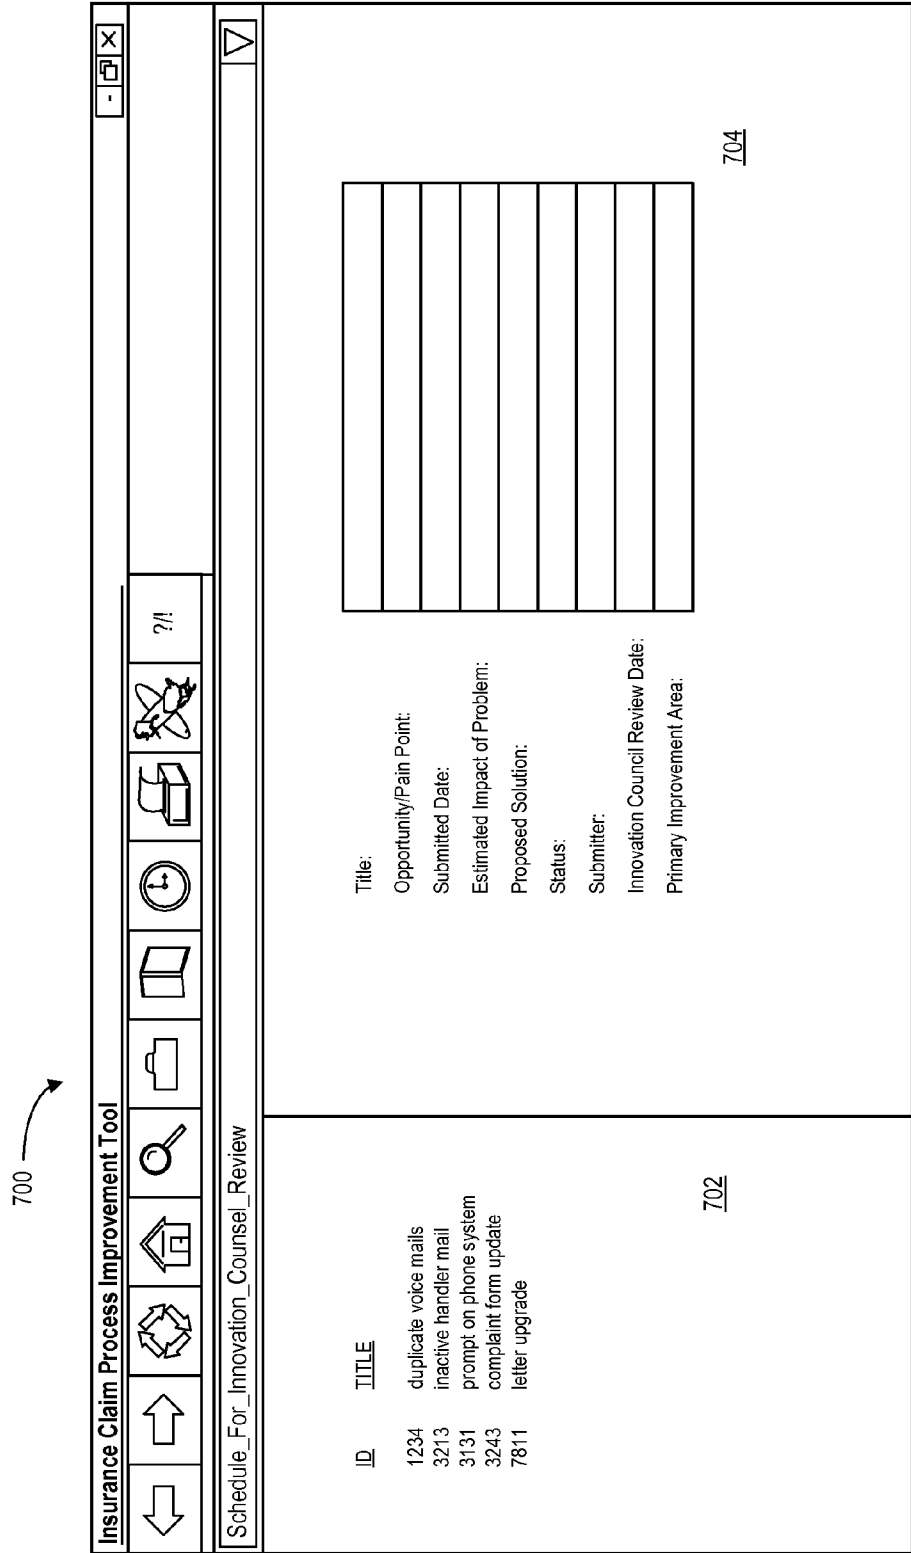 700
Insurance Claim Process Improvement Tool
- X
?/!
Schedule_For_Innovation_Counsel_Review
ID TITLE
1234 duplicate voice mails
3213 inactive handler mail
3131 prompt on phone system
3243 complaint form update
7811 letter upgrade
702
Title:
Opportunity/Pain Point:
Submitted Date:
Estimated Impact of Problem:
Proposed Solution:
Status:
Submitter:
Innovation Council Review Date:
Primary Improvement Area:
704